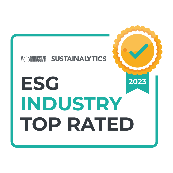 SUSTAINALYTICS
2023
ESG
INDUSTRY
TOP RATED